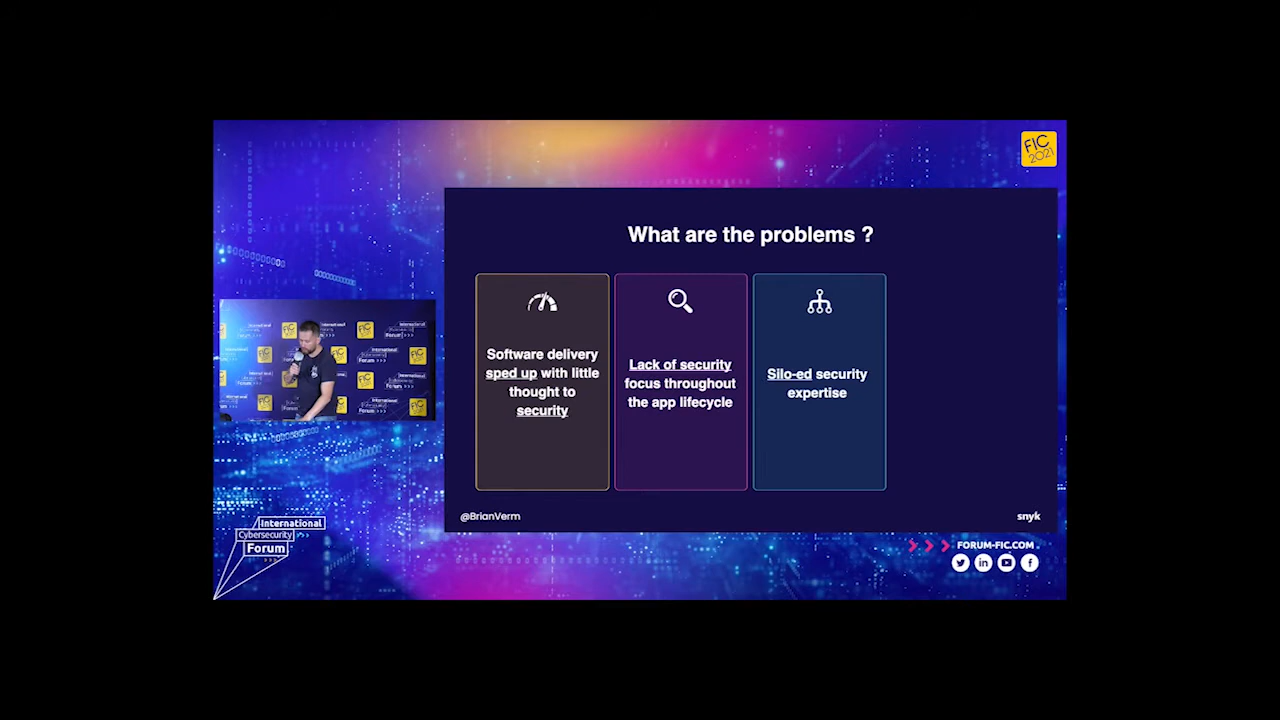 FIC
2021
What are the problems ?
Software delivery
sped up with little
thought to
security
Lack of security
focus throughout
the app lifecycle
Silo-ed security
expertise
@BrianVerm
snyk
International
Cybersecurity
Forum
FORUM-FIC.COM